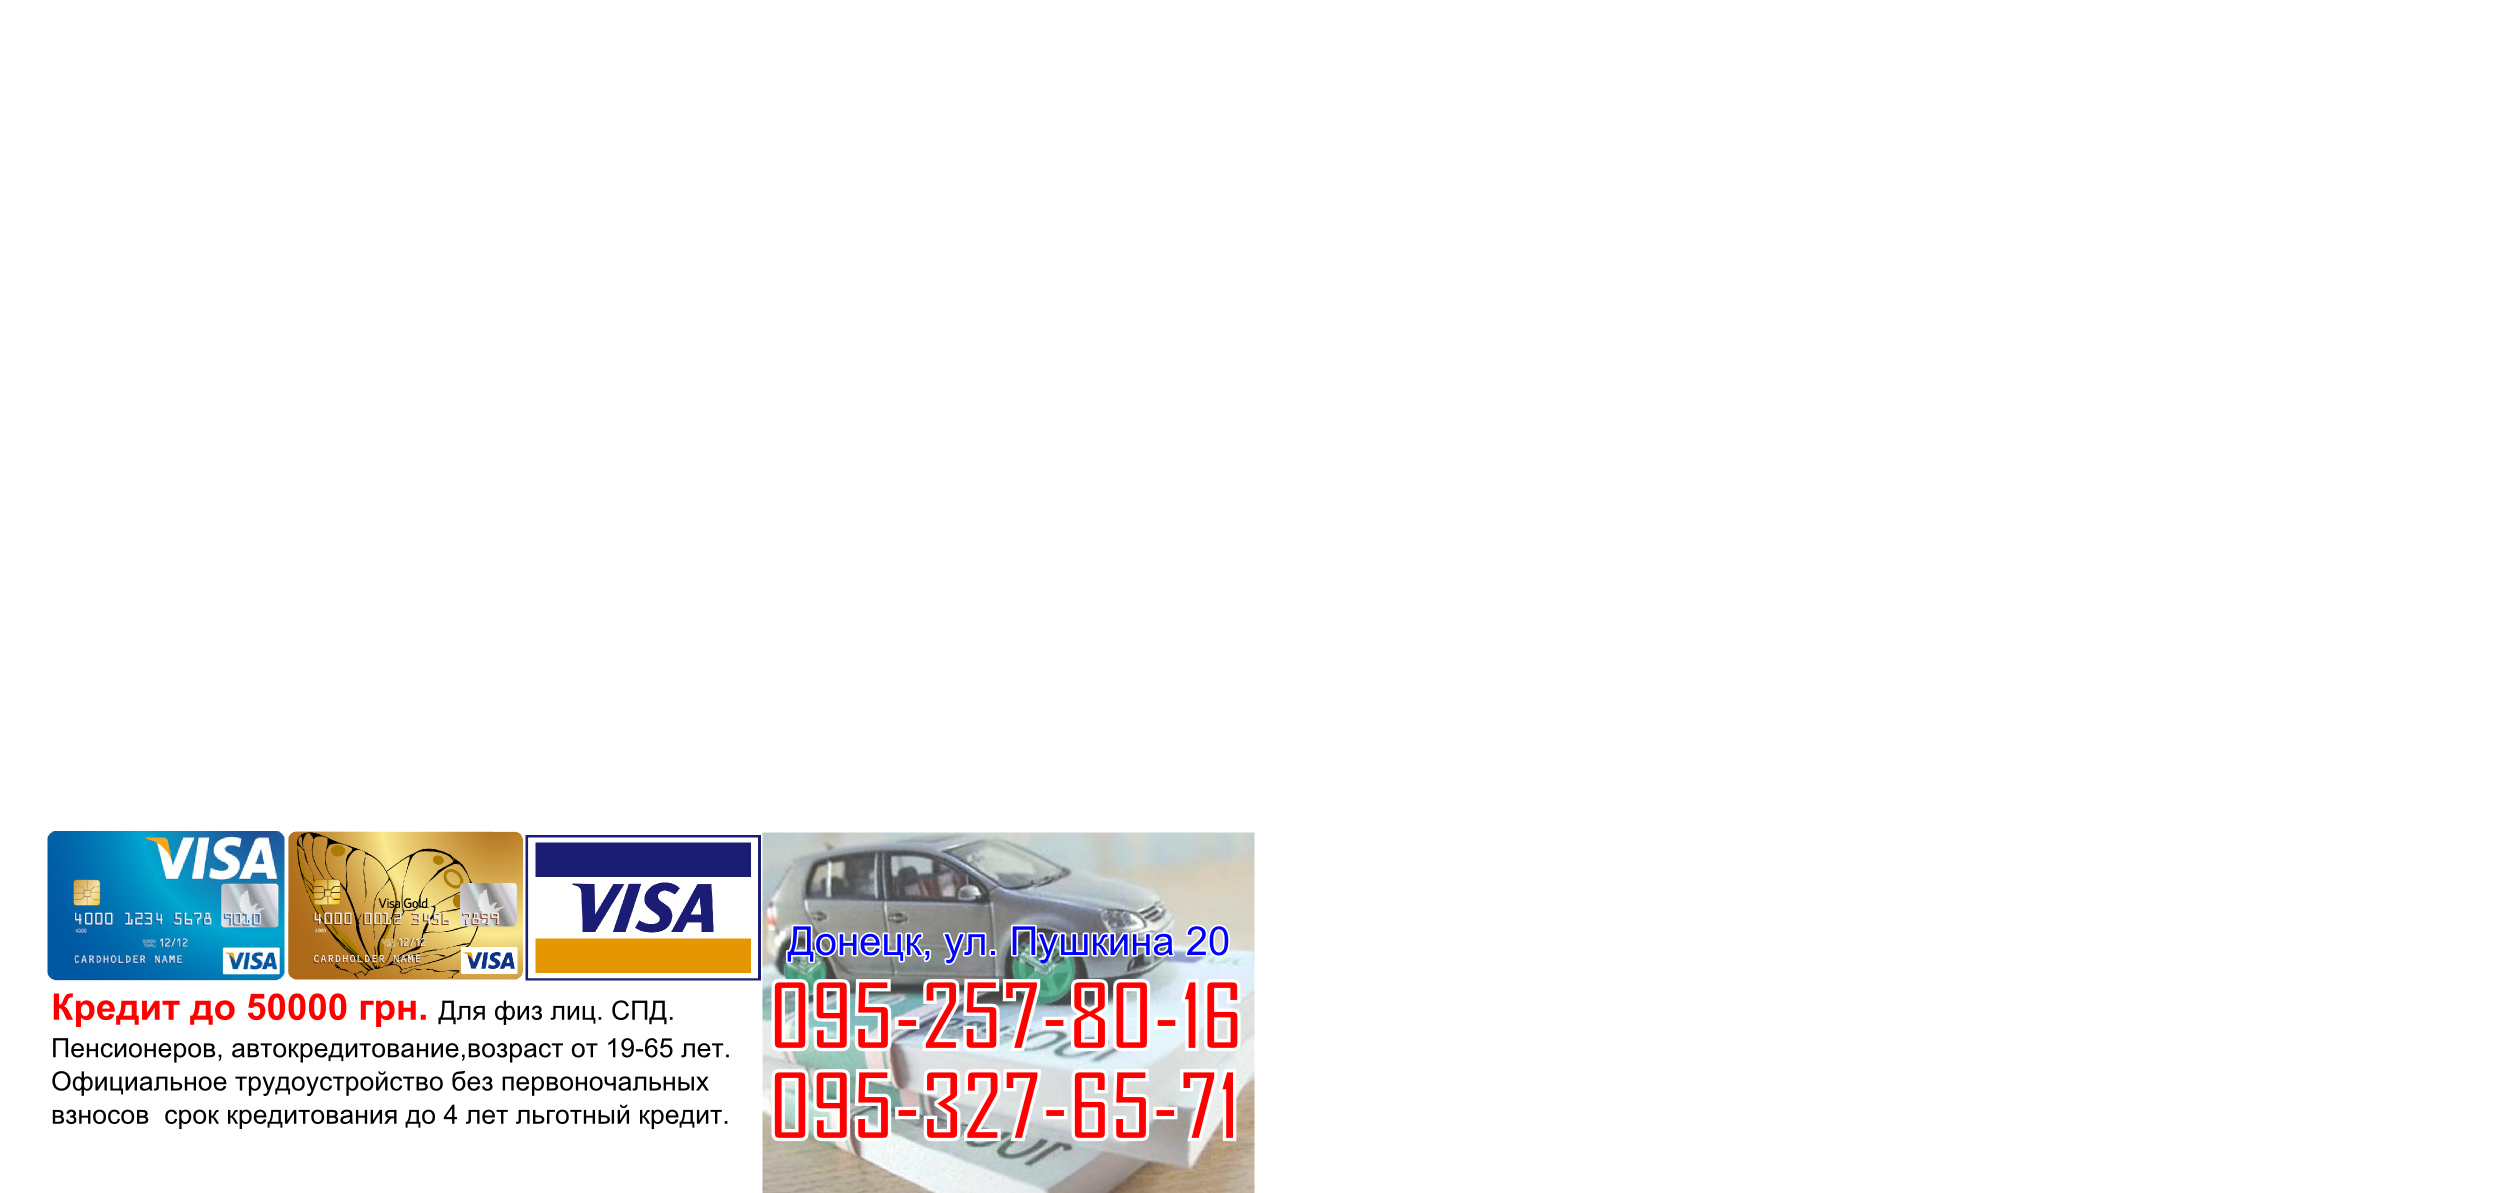 VISA
4000 1234 5678 9010
4000
12/12
CARDHOLDER NAME
VISA
Visa Gold
4000 0012 3456 7899
4000
12/12
CARDHOLDER NAME
VISA
VISA
Кредит до 50000 грн. Для физ лиц. СПД.
Пенсионеров, автокредитование,возраст от 19-65 лет.
Официальное трудоустройство без первоночальных
взносов срок кредитования до 4 лет льготный кредит.
Донецк, ул. Пушкина 20
095-257-80-16
095-327-65-71